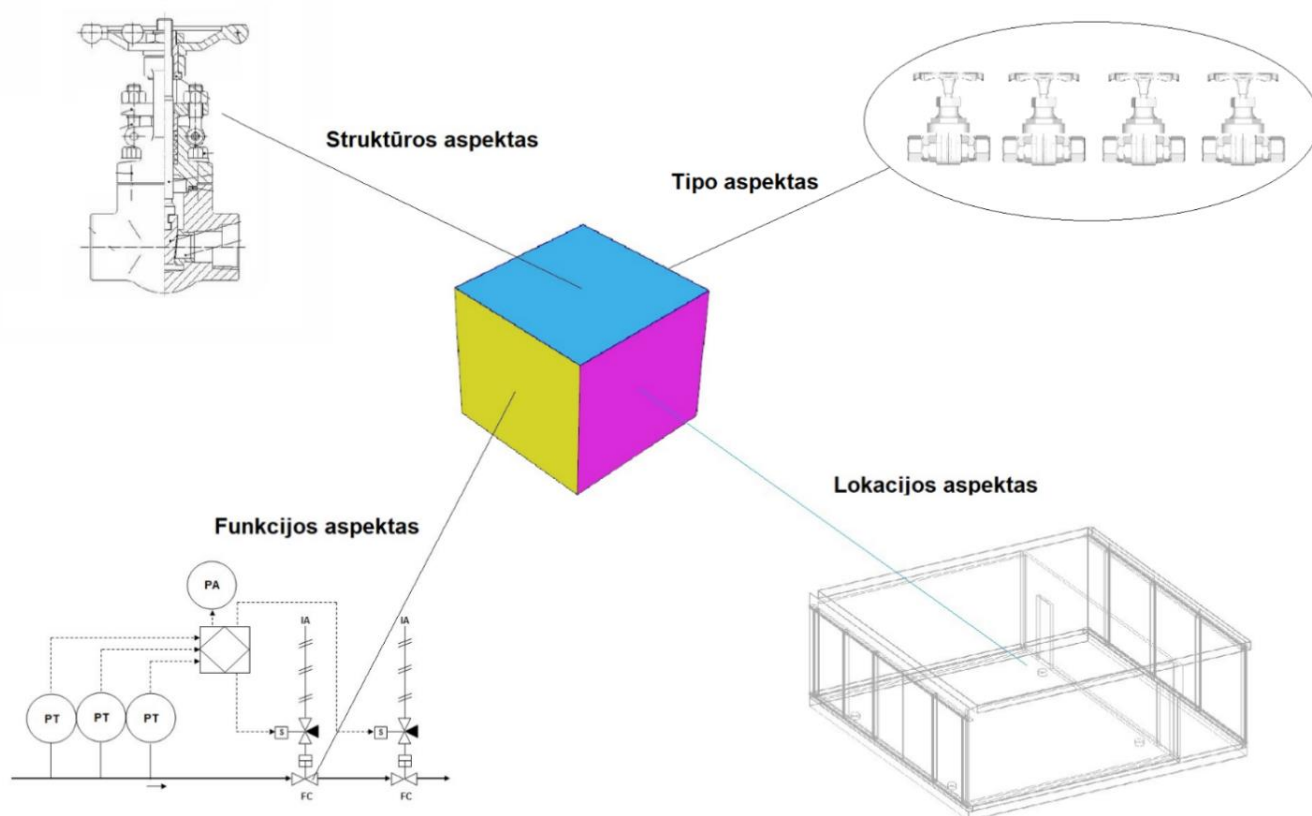 Struktūros aspektas
Tipo aspektas
Lokacijos aspektas
Funkcijos aspektas
PA
IA
IA
PT
PT
PT
S
S
FC
FC